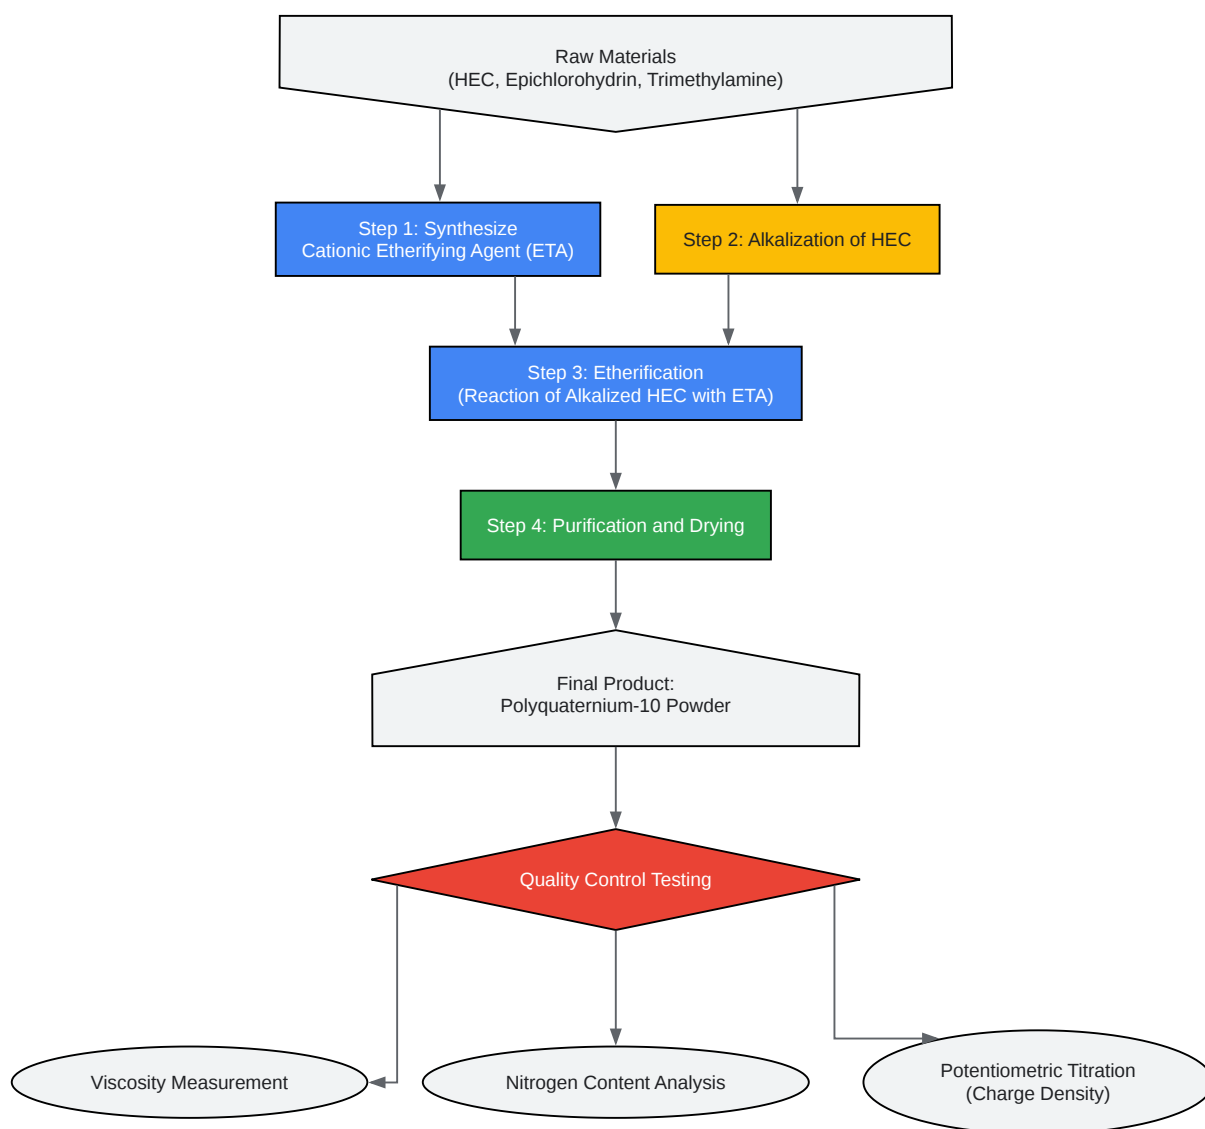 Raw Materials
(HEC, Epichlorohydrin, Trimethylamine)
Step 1: Synthesize
Cationic Etherifying Agent (ETA)
Step 2: Alkalization of HEC
Step 3: Etherification
(Reaction of Alkalized HEC with ETA)
Step 4: Purification and Drying
Final Product:
Polyquaternium-10 Powder
Quality Control Testing
Viscosity Measurement
Nitrogen Content Analysis
Potentiometric Titration
(Charge Density)